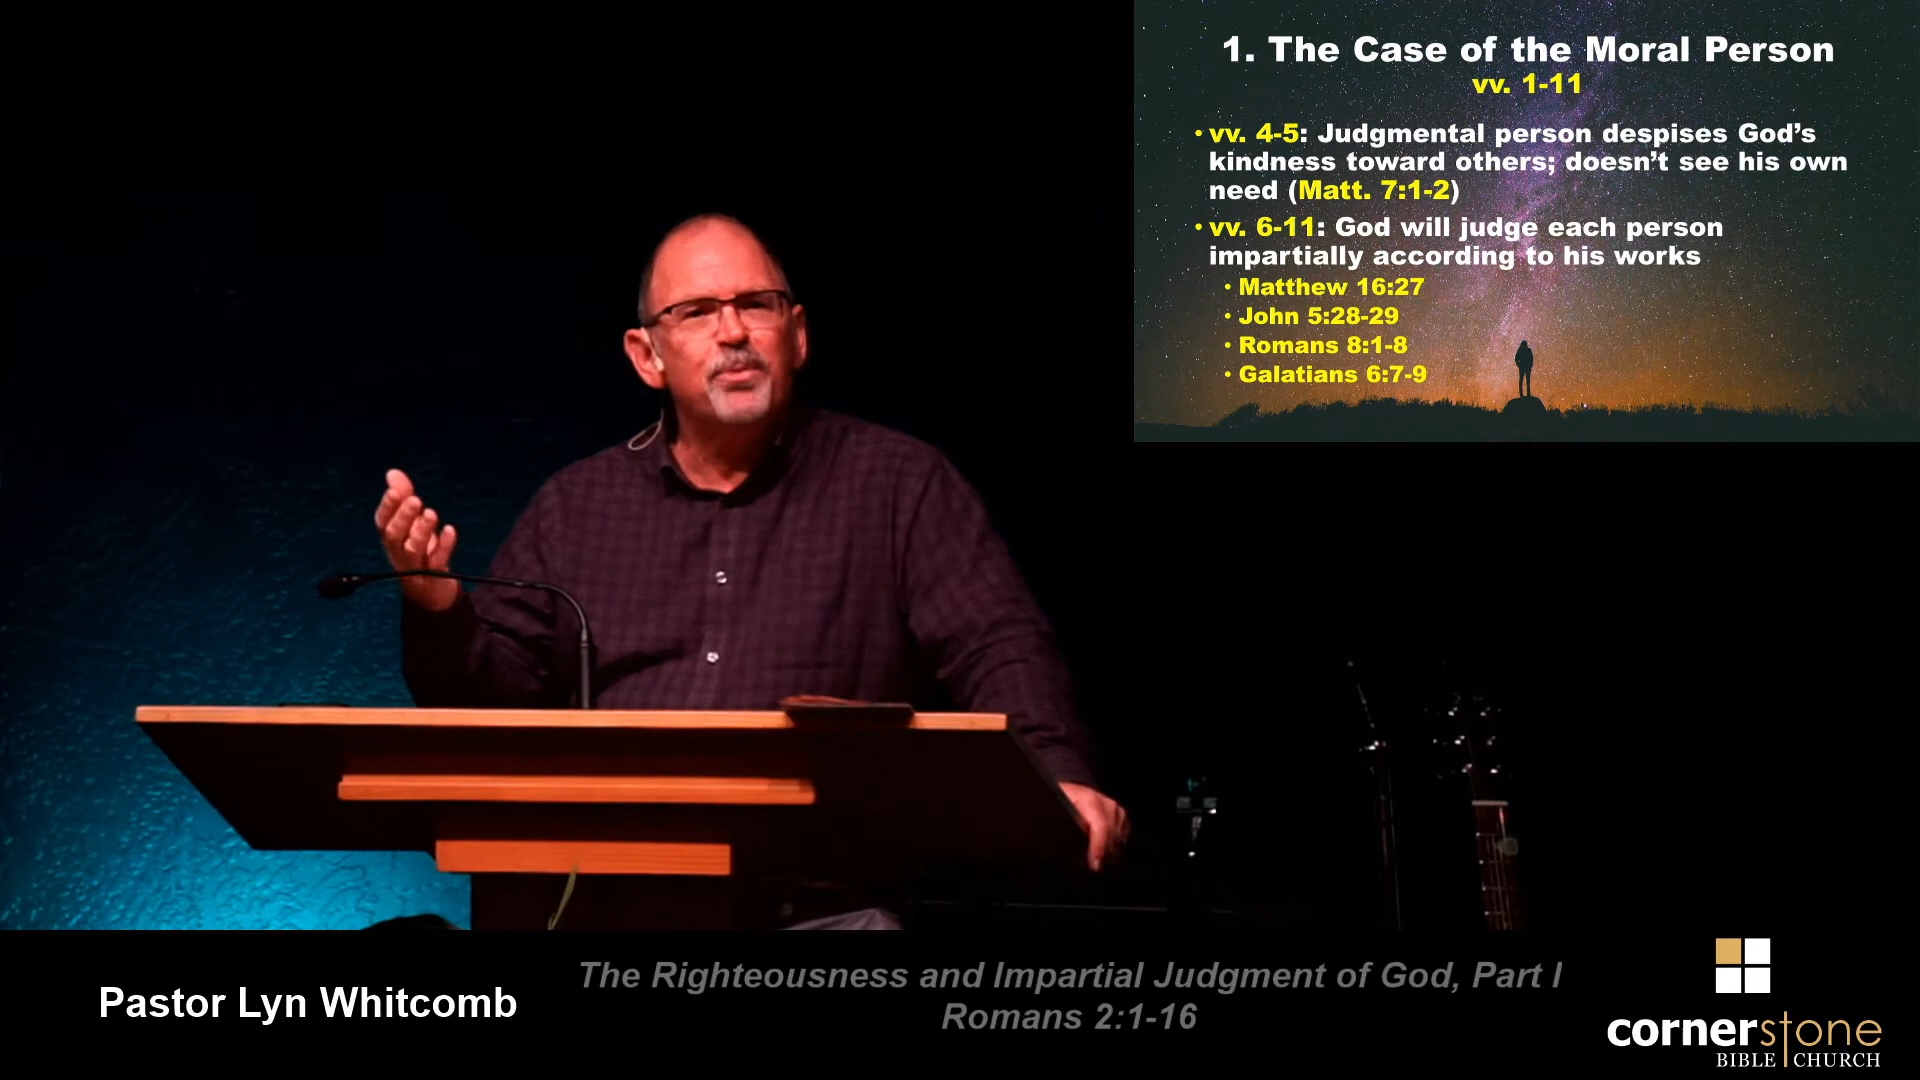 1. The Case of the Moral Person
vv. 1-11
• vv. 4-5: Judgmental person despises God’s
kindness toward others; doesn’t see his own
need (Matt. 7:1-2)
• vv. 6-11: God will judge each person
impartially according to his works
• Matthew 16:27
• John 5:28-29
• Romans 8:1-8
• Galatians 6:7-9
Pastor Lyn Whitcomb
The Righteousness and Impartial Judgment of God, Part I
Romans 2:1-16
cornerstone
BIBLE CHURCH